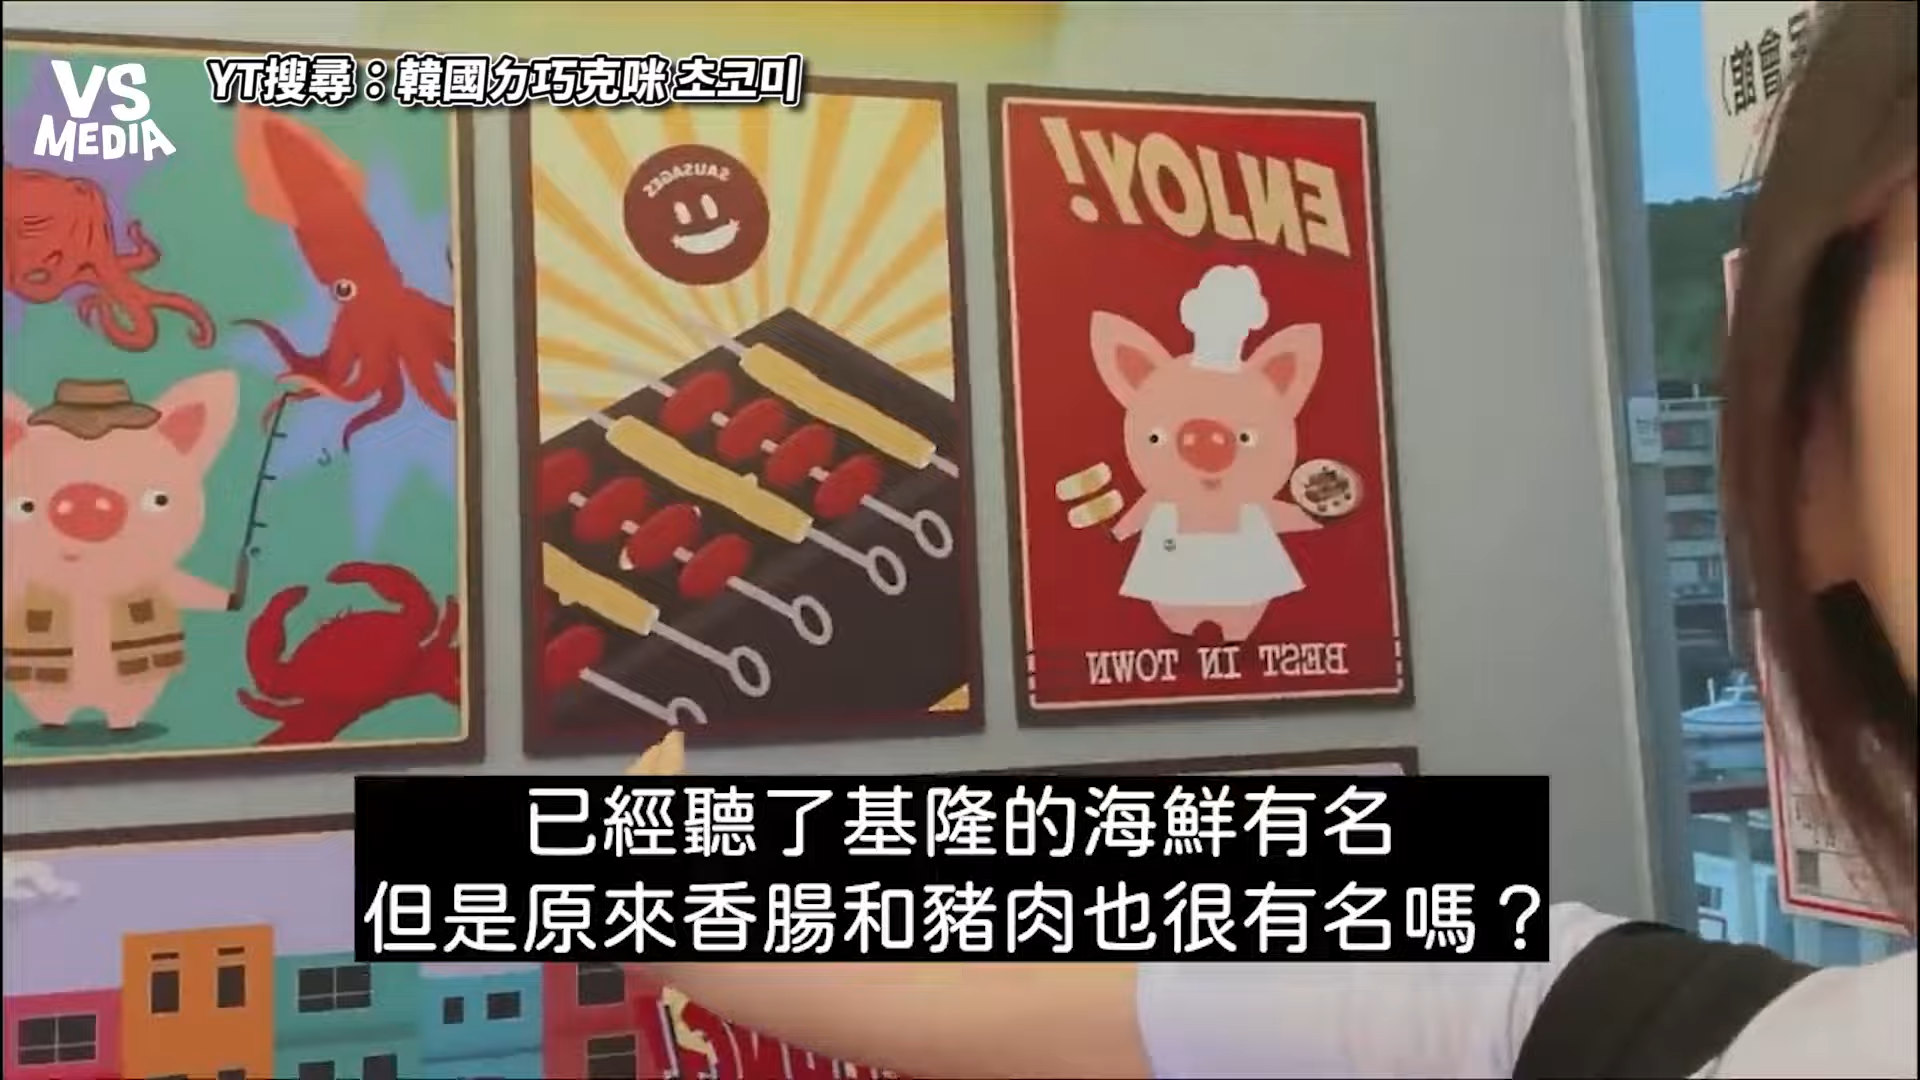 VS
MEDIA
YT搜尋：韓國ㄉ巧克咪 쵸코미
SAUSAGES
ENJOY!
BEST IN TOWN
已經聽了基隆的海鮮有名
但是原來香腸和豬肉也很有名嗎？